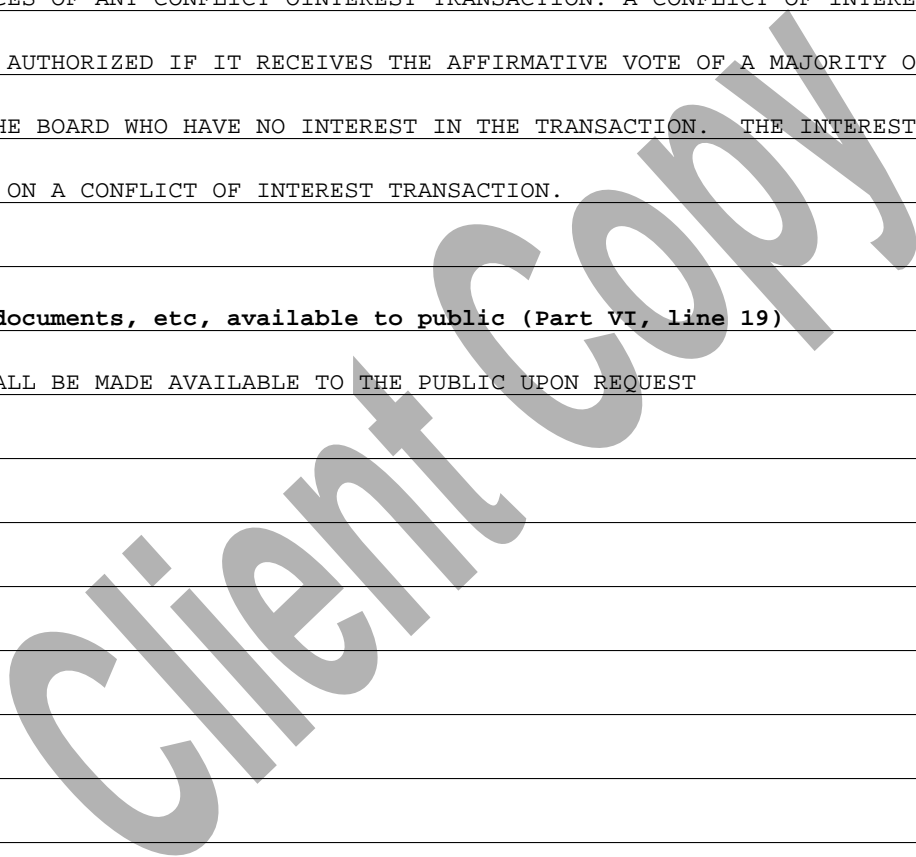 CES OF ANY CONFLICT OINTEREST TRANSACTION. A CONFLICT OF INTERE
AUTHORIZED IF IT RECEIVES THE AFFIRMATIVE VOTE OF A MAJORITY O
HE BOARD WHO HAVE NO INTEREST IN THE TRANSACTION. THE INTEREST
ON A CONFLICT OF INTEREST TRANSACTION.
documents, etc, available to public (Part VI, line 19)
ALL BE MADE AVAILABLE TO THE PUBLIC UPON REQUEST
Client Copy